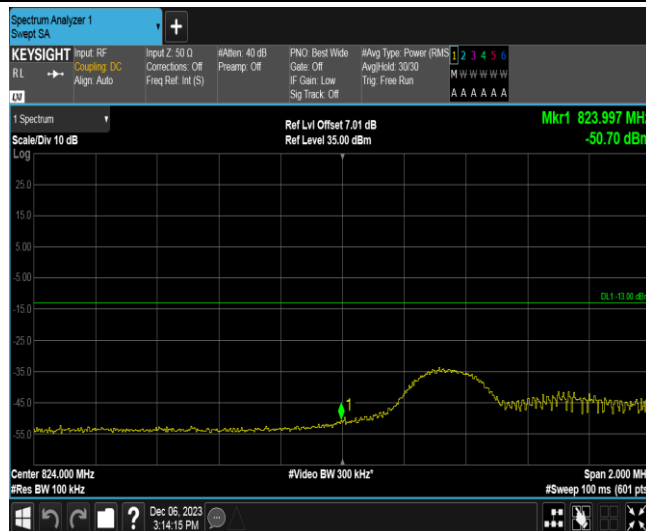 Spectrum Analyzer 1
Swept SA
+
KEYSIGHT Input: RF Input Z: 50 Ω #Atten: 40 dB PNO: Best Wide #Avg Type: Power (RMS 1 2 3 4 5 6
RL Coupling: DC Corrections: Off Preamp: Off Gate: Off Avg|Hold: 30/30 M W W W W W
Align: Auto Freq Ref: Int (S) IF Gain: Low Trig: Free Run
Sig Track: Off A A A A A A
LXI
1 Spectrum
Ref Lvl Offset 7.01 dB Mkr1 823.997 MHz
Scale/Div 10 dB Ref Level 35.00 dBm -50.70 dBm
Log
25.0
15.0
5.00
-5.00
DL1 -13.00 dBm
-15.0
-25.0
-35.0
-45.0
1
-55.0
Center 824.000 MHz #Video BW 300 kHz* Span 2.000 MH
#Res BW 100 kHz #Sweep 100 ms (601 pts
? Dec 06, 2023
3:14:15 PM